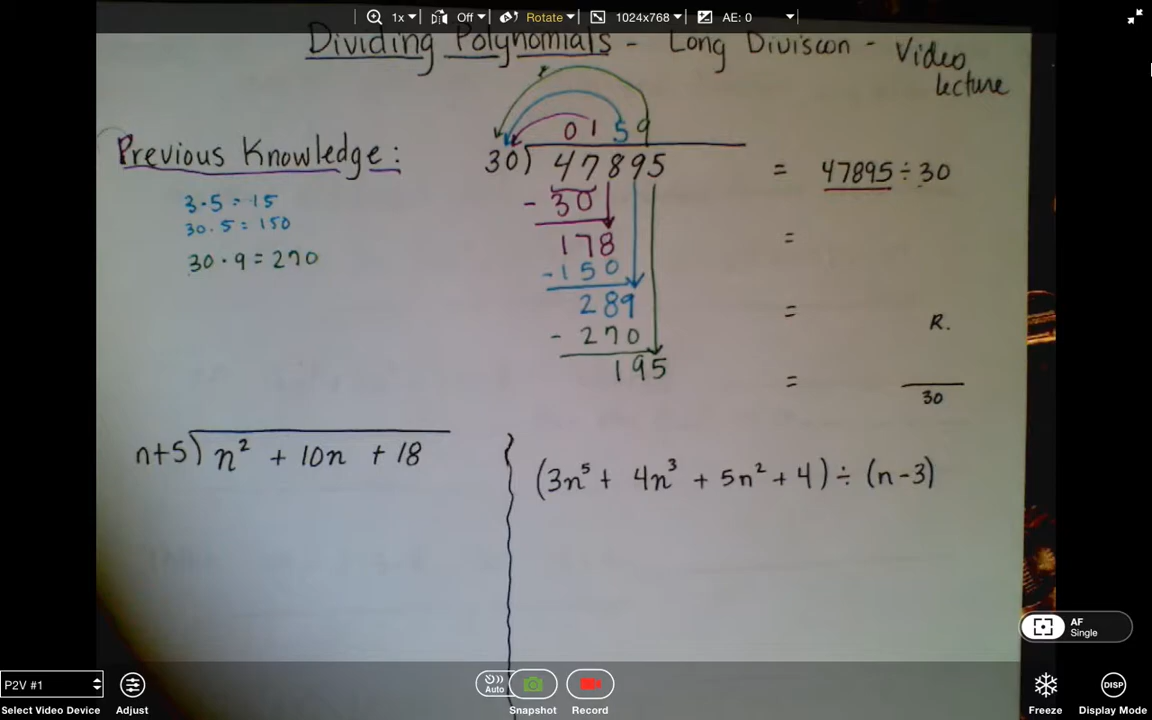 1x Off Rotate 1024x768 AE: 0
Dividing Polynomials - Long Division - Video lecture
Previous Knowledge:
3·5 = 15
30·5 = 150
30·9 = 270
0159
30) 47895
- 30
178
-150
289
- 270
195
= 47895 ÷ 30
=
= R.
= __
30
n+5) n² + 10n + 18
(3n⁵ + 4n³ + 5n² + 4) ÷ (n-3)
AF
Single
P2V #1
Select Video Device
Adjust
Auto
Snapshot
Record
Freeze
DISP
Display Mode